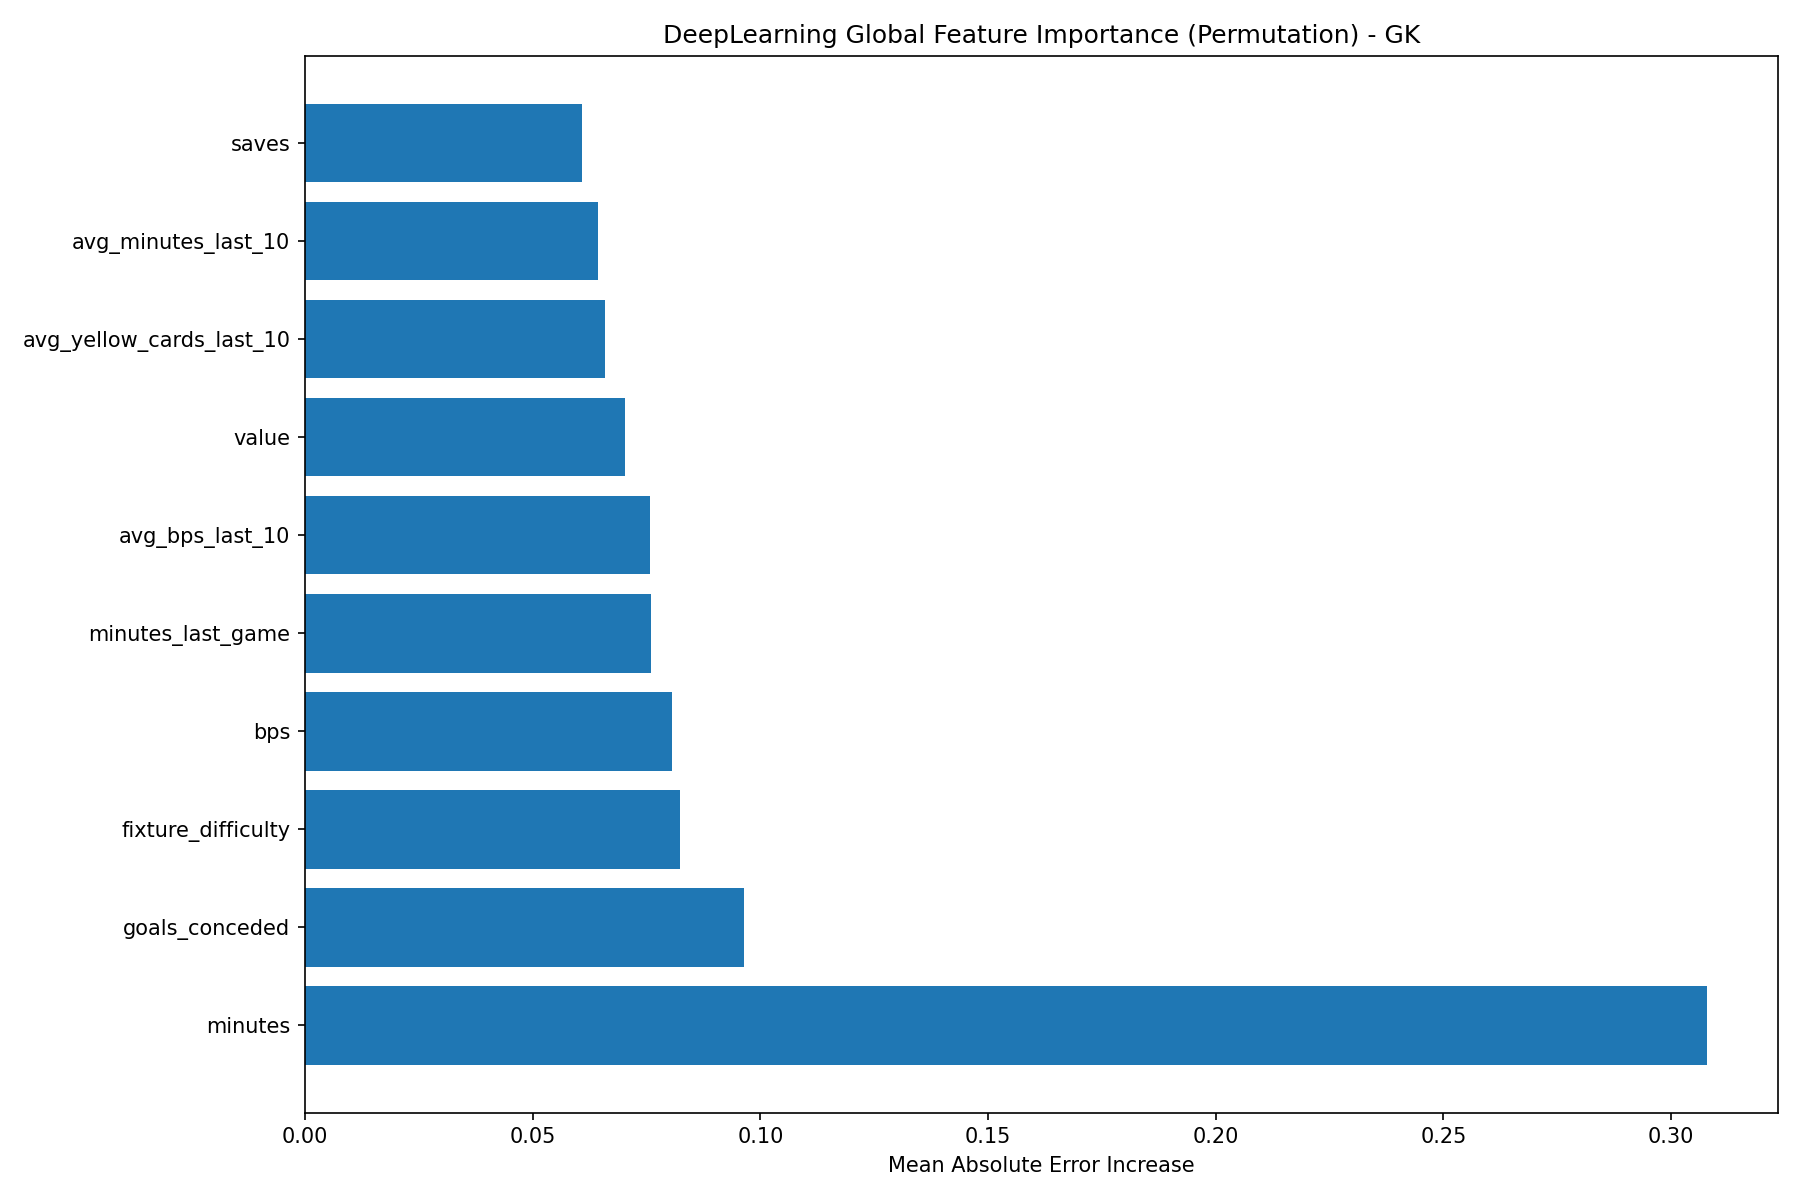 DeepLearning Global Feature Importance (Permutation) - GK
saves
avg_minutes_last_10
avg_yellow_cards_last_10
value
avg_bps_last_10
minutes_last_game
bps
fixture_difficulty
goals_conceded
minutes
0.00 0.05 0.10 0.15 0.20 0.25 0.30
Mean Absolute Error Increase